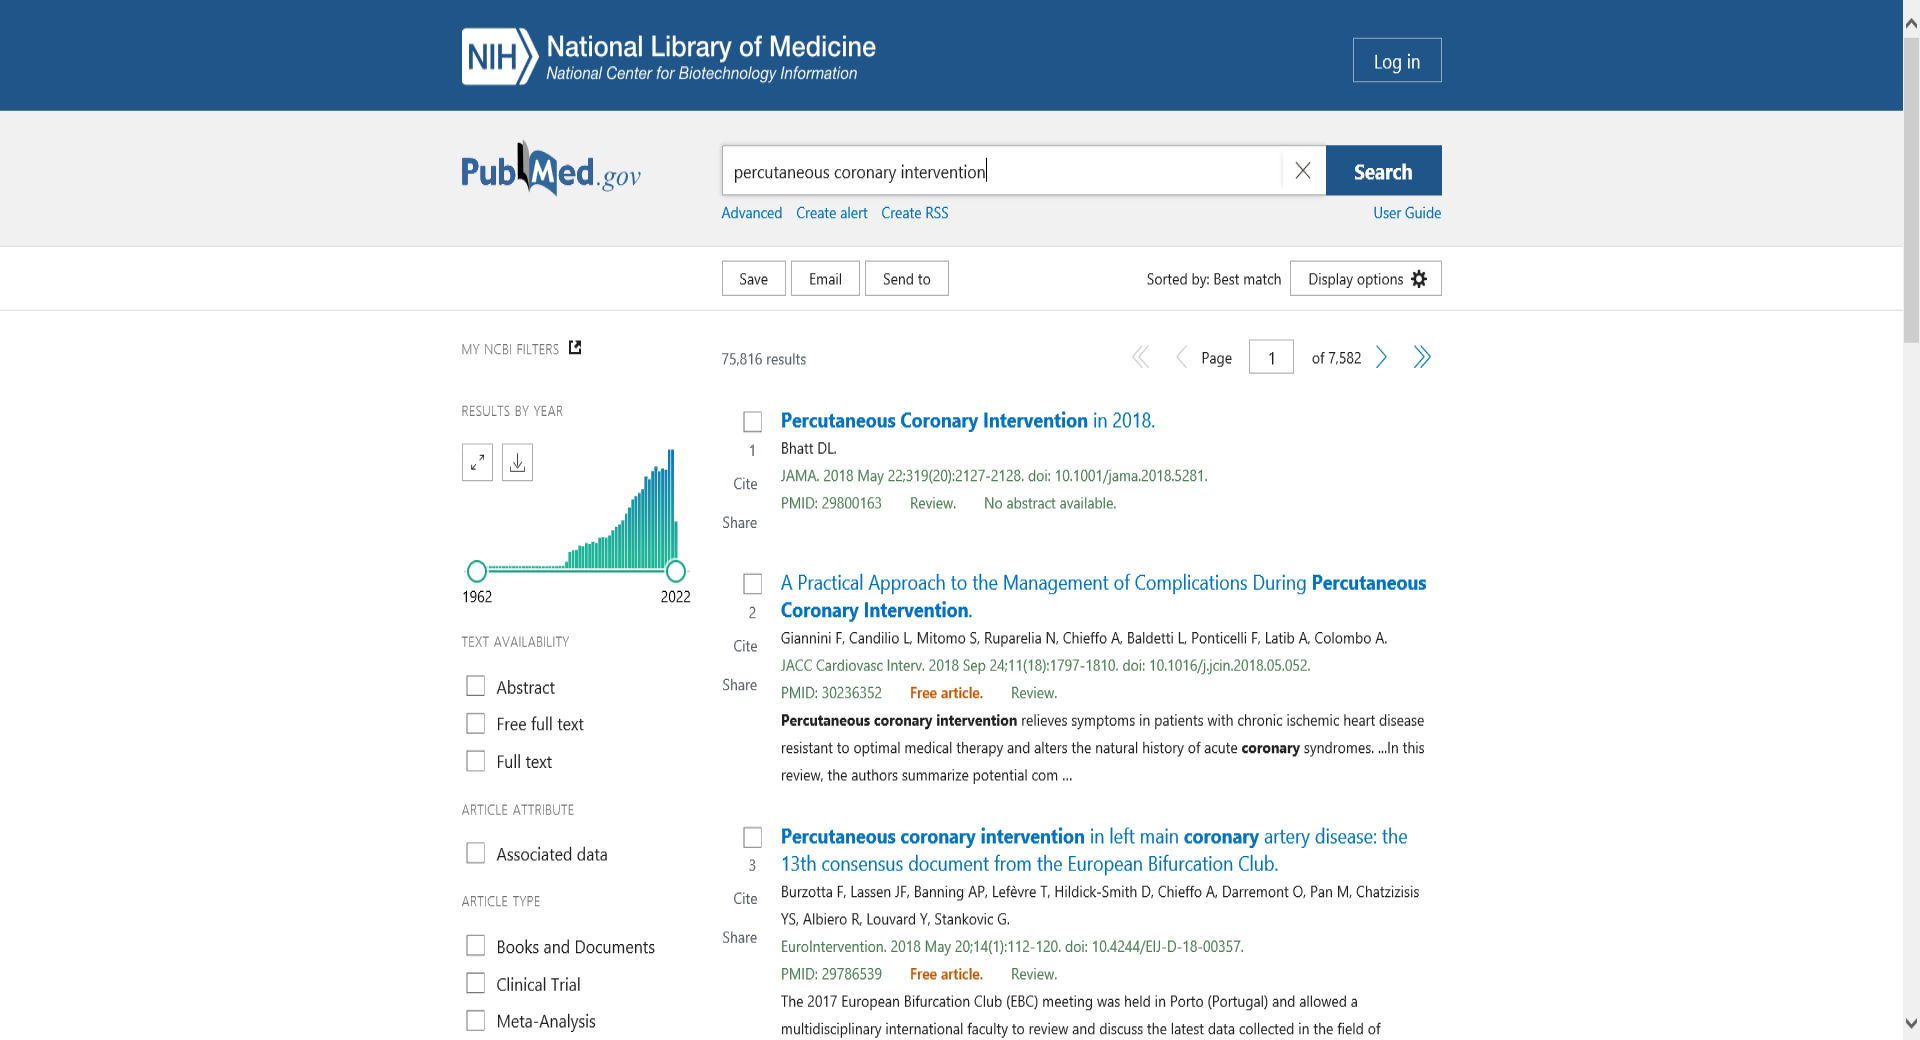 NIH National Library of Medicine
National Center for Biotechnology Information
Log in
PubMed.gov
percutaneous coronary intervention
Search
Advanced Create alert Create RSS
User Guide
Save Email Send to
Sorted by: Best match Display options
MY NCBI FILTERS
75,816 results
Page 1 of 7,582
RESULTS BY YEAR
1962 2022
TEXT AVAILABILITY
Abstract
Free full text
Full text
ARTICLE ATTRIBUTE
Associated data
ARTICLE TYPE
Books and Documents
Clinical Trial
Meta-Analysis
1
Cite
Share
Percutaneous Coronary Intervention in 2018.
Bhatt DL.
JAMA. 2018 May 22;319(20):2127-2128. doi: 10.1001/jama.2018.5281.
PMID: 29800163 Review. No abstract available.
2
Cite
Share
A Practical Approach to the Management of Complications During Percutaneous
Coronary Intervention.
Giannini F, Candilio L, Mitomo S, Ruparelia N, Chieffo A, Baldetti L, Ponticelli F, Latib A, Colombo A.
JACC Cardiovasc Interv. 2018 Sep 24;11(18):1797-1810. doi: 10.1016/j.jcin.2018.05.052.
PMID: 30236352 Free article. Review.
Percutaneous coronary intervention relieves symptoms in patients with chronic ischemic heart disease
resistant to optimal medical therapy and alters the natural history of acute coronary syndromes. ...In this
review, the authors summarize potential com ...
3
Cite
Share
Percutaneous coronary intervention in left main coronary artery disease: the
13th consensus document from the European Bifurcation Club.
Burzotta F, Lassen JF, Banning AP, Lefèvre T, Hildick-Smith D, Chieffo A, Darremont O, Pan M, Chatzizisis
YS, Albiero R, Louvard Y, Stankovic G.
EuroIntervention. 2018 May 20;14(1):112-120. doi: 10.4244/EIJ-D-18-00357.
PMID: 29786539 Free article. Review.
The 2017 European Bifurcation Club (EBC) meeting was held in Porto (Portugal) and allowed a
multidisciplinary international faculty to review and discuss the latest data collected in the field of